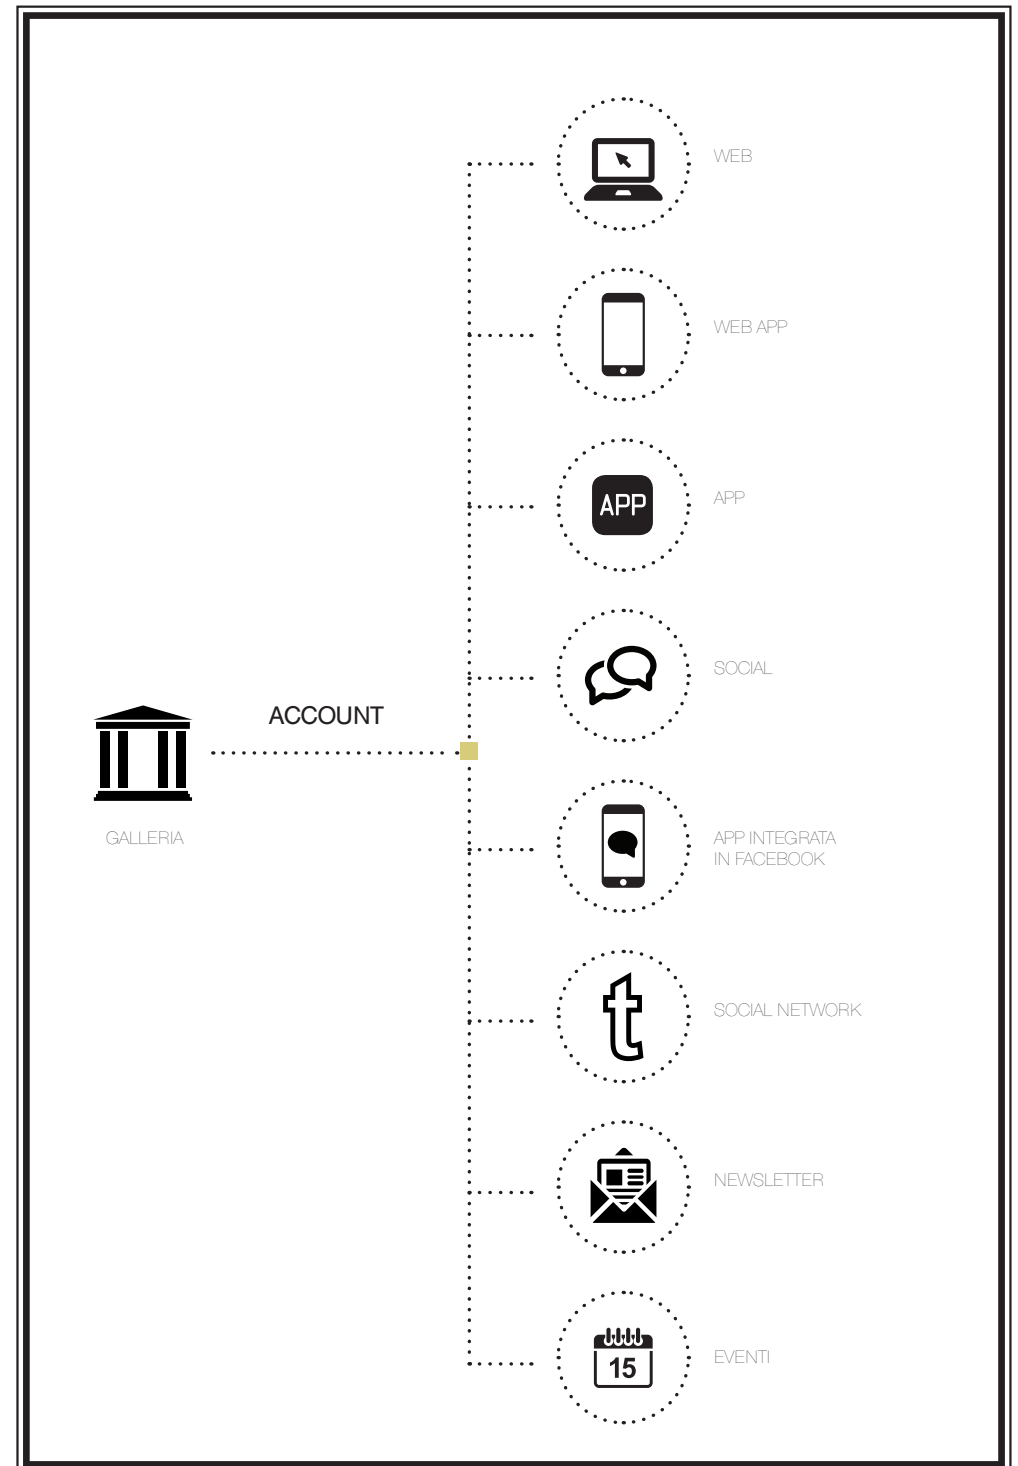 WEB
WEB APP
APP
APP
SOCIAL
ACCOUNT
GALLERIA
APP INTEGRATA
IN FACEBOOK
t
SOCIAL NETWORK
NEWSLETTER
15
EVENTI